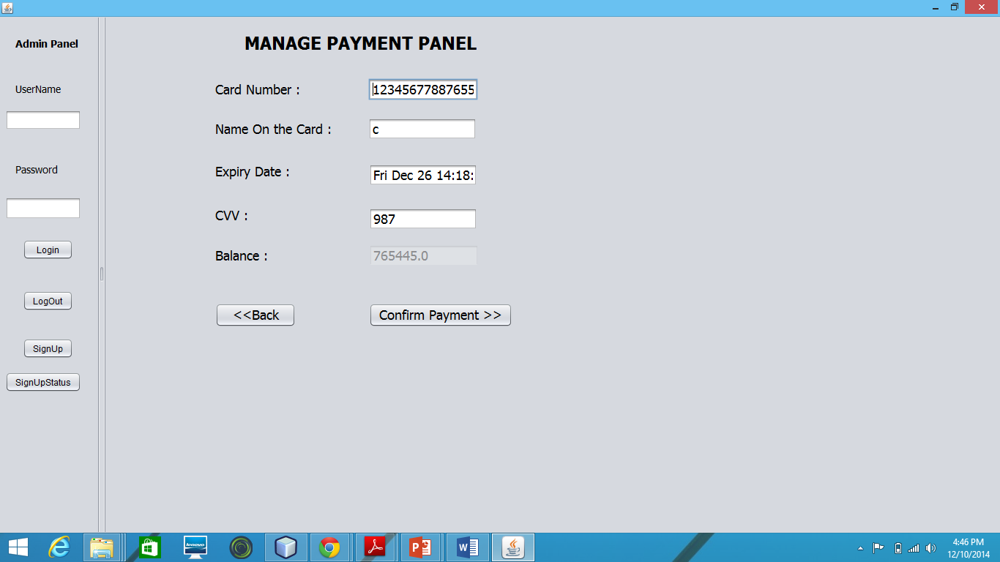 Admin Panel
UserName
Password
Login
LogOut
SignUp
SignUpStatus
MANAGE PAYMENT PANEL
Card Number :
12345677887655
Name On the Card :
c
Expiry Date :
Fri Dec 26 14:18:
CVV :
987
Balance :
765445.0
<<Back
Confirm Payment >>
lenovo
4:46 PM
12/10/2014